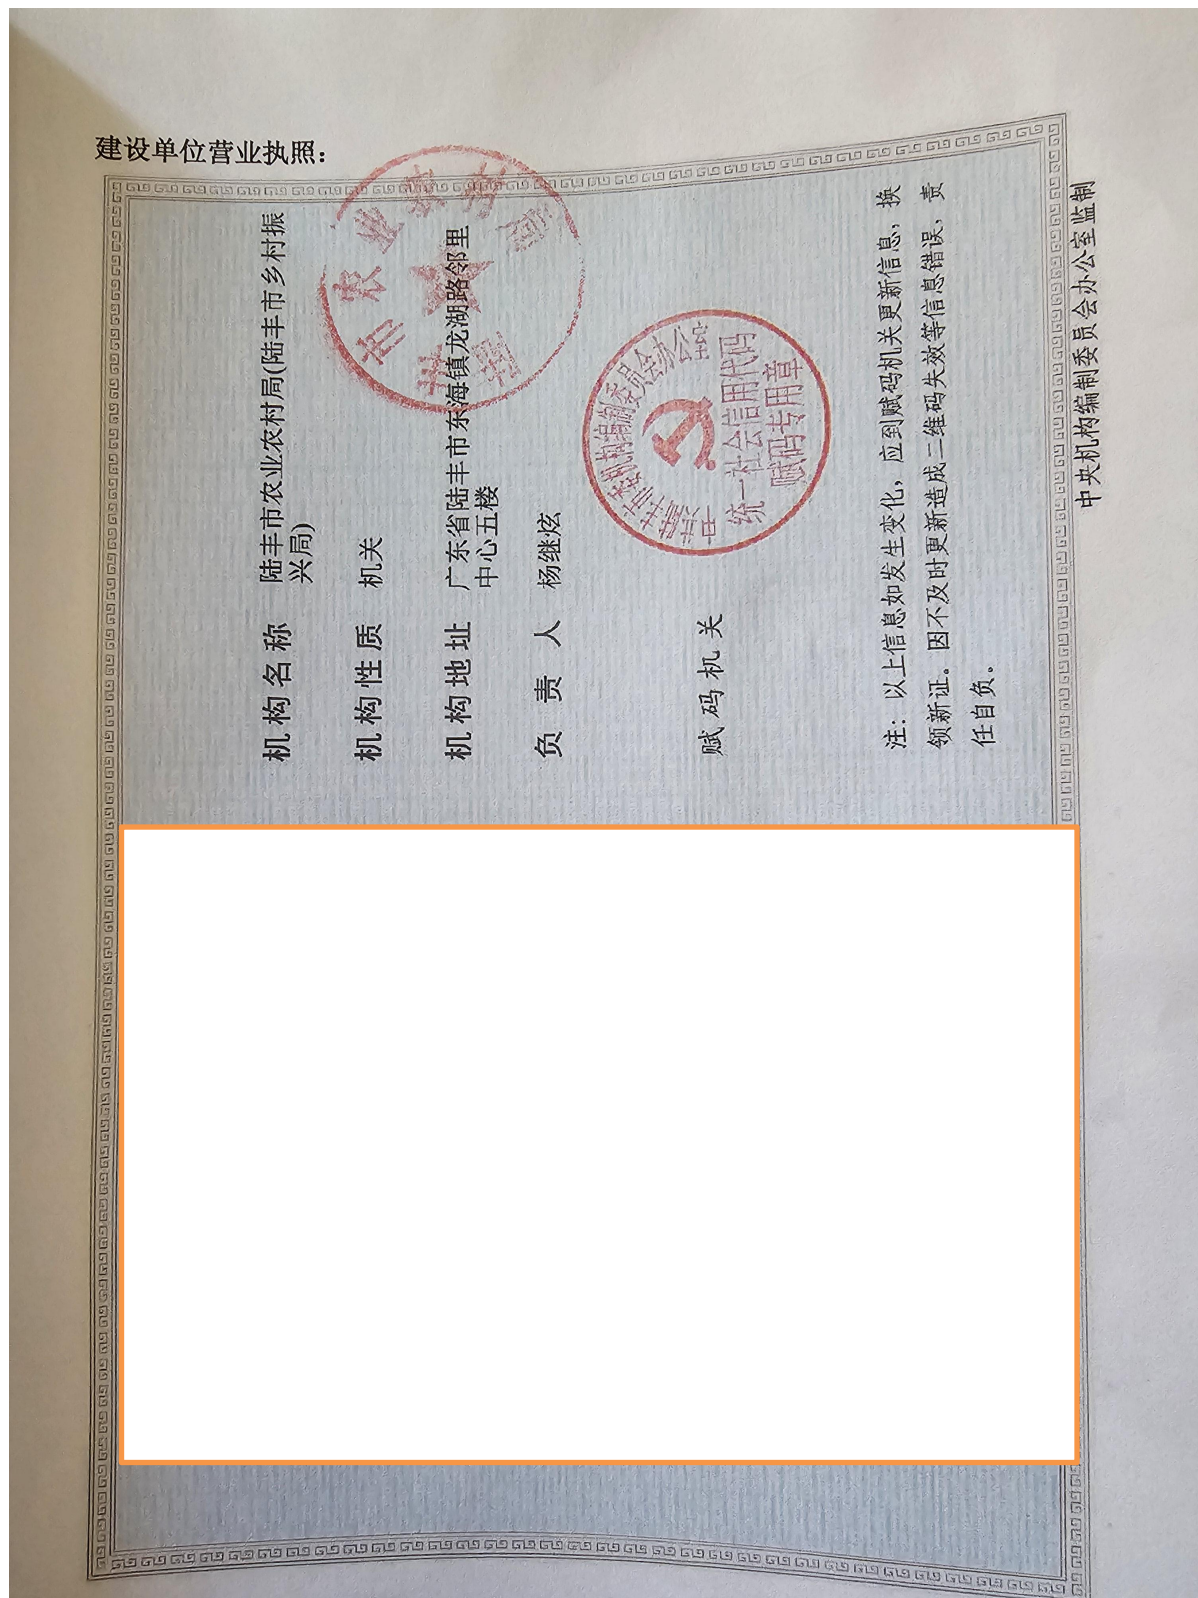 建设单位营业执照：
机构名称 陆丰市农业农村局(陆丰市乡村振
兴局)
机构性质 机关
机构地址 广东省陆丰市东海镇龙湖路邻里
中心五楼
负责人 杨继炫
赋码机关
统一社会信用代码
赋码专用章
注：以上信息如发生变化，应到赋码机关更新信息，换
领新证。因不及时更新造成二维码失效等信息错误，责
任自负。
中央机构编制委员会办公室监制